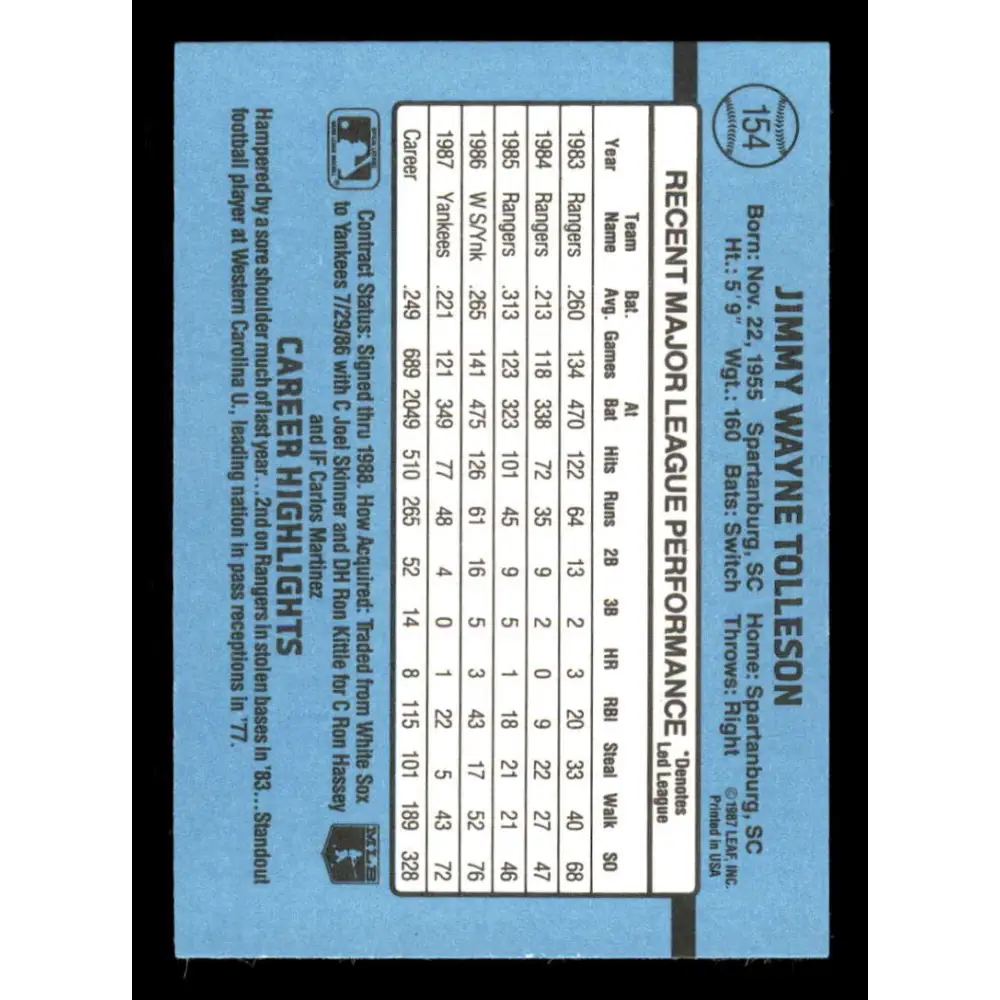 154
JIMMY WAYNE TOLLESON
Born: Nov. 22, 1955 Spartanburg, SC Home: Spartanburg, SC
Ht.: 5'9" Wgt.: 160 Bats: Switch Throws: Right
©1987 LEAF, INC.
Printed in USA
RECENT MAJOR LEAGUE PERFORMANCE *Denotes
Led League
Year Team Name Bat. Avg. Games At Bat Hits Runs 2B 3B HR RBI Steal Walk SO
1983 Rangers .260 134 470 122 64 13 2 3 20 33 40 68
1984 Rangers .213 118 338 72 35 9 2 0 9 22 27 47
1985 Rangers .313 123 323 101 45 9 5 1 18 21 21 46
1986 W S/Ynk .265 141 475 126 61 16 5 3 43 17 52 76
1987 Yankees .221 121 349 77 48 4 0 1 22 5 43 72
Career .249 689 2049 510 265 52 14 8 115 101 189 328
Contract Status: Signed thru 1988. How Acquired: Traded from White Sox
to Yankees 7/29/86 with C Joel Skinner and DH Ron Kittle for C Ron Hassey
and IF Carlos Martinez
MLB
CAREER HIGHLIGHTS
Hampered by a sore shoulder much of last year...2nd on Rangers in stolen bases in '83...Standout
football player at Western Carolina U., leading nation in pass receptions in '77.